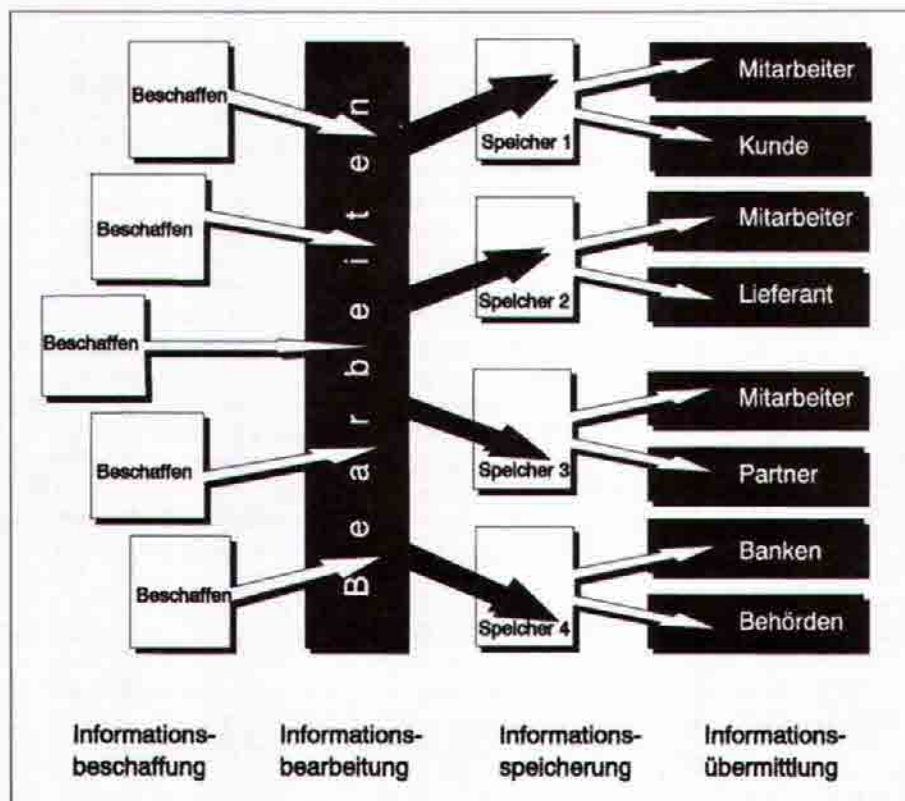 Beschaffen
Beschaffen
Beschaffen
Beschaffen
Beschaffen
Bearbeiten
Speicher 1
Speicher 2
Speicher 3
Speicher 4
Mitarbeiter
Kunde
Mitarbeiter
Lieferant
Mitarbeiter
Partner
Banken
Behörden
Informations-
beschaffung
Informations-
bearbeitung
Informations-
speicherung
Informations-
übermittlung